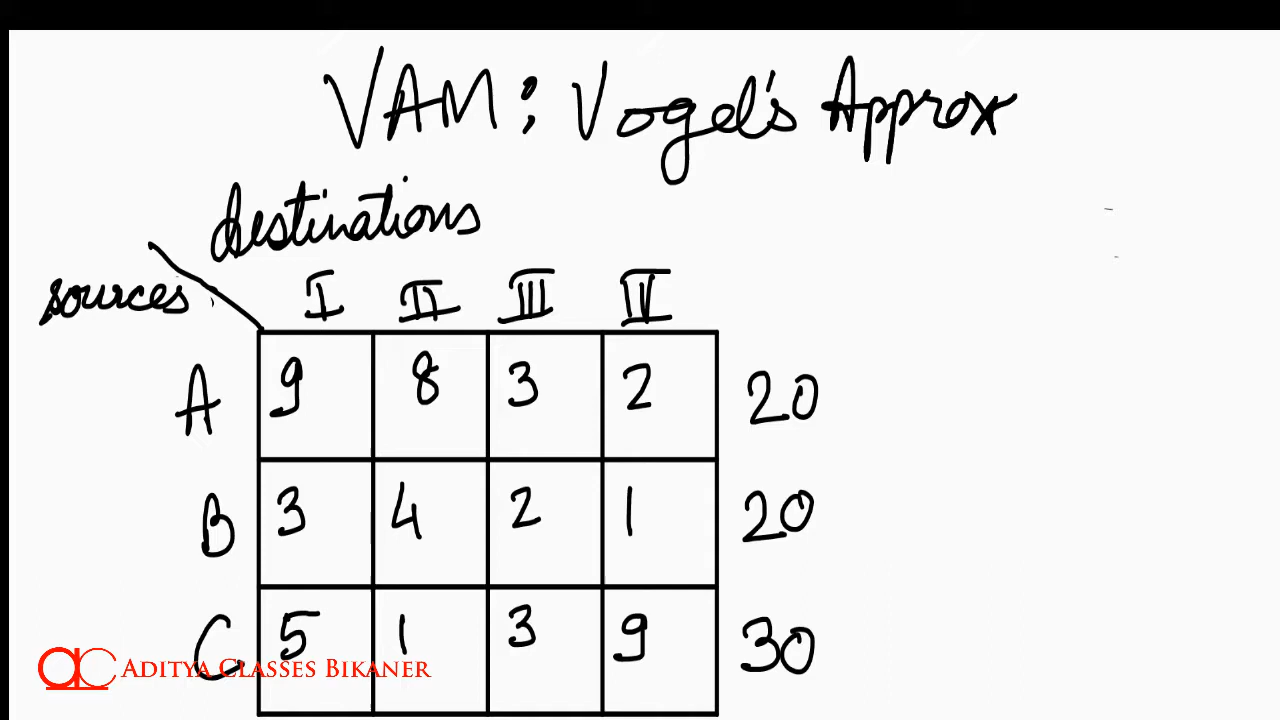 VAM: Vogel's Approx
destinations
sources
I II III IV
A 9 8 3 2 20
B 3 4 2 1 20
C 5 1 3 9 30
ac ADITYA CLASSES BIKANER